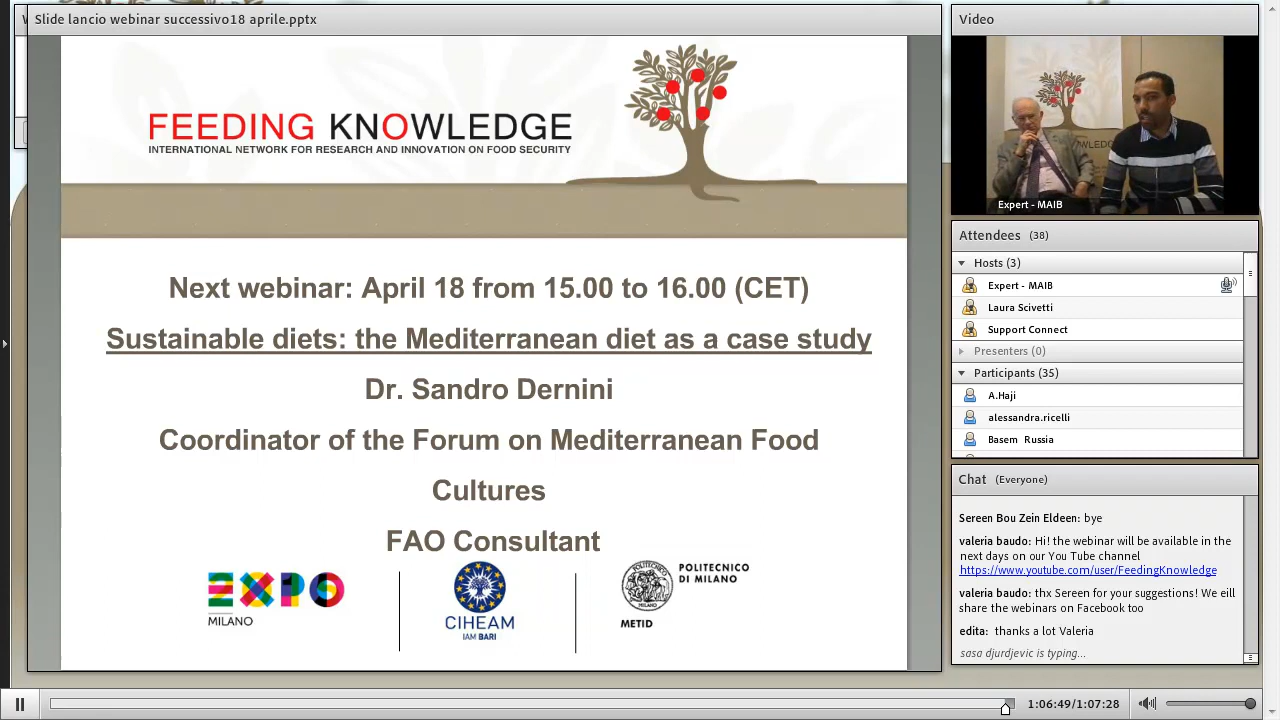 Slide lancio webinar successivo18 aprile.pptx
FEEDING KNOWLEDGE
INTERNATIONAL NETWORK FOR RESEARCH AND INNOVATION ON FOOD SECURITY
Next webinar: April 18 from 15.00 to 16.00 (CET)
Sustainable diets: the Mediterranean diet as a case study
Dr. Sandro Dernini
Coordinator of the Forum on Mediterranean Food
Cultures
FAO Consultant
EXPO
MILANO
CIHEAM
IAM BARI
POLITECNICO
DI MILANO
METID
Video
Expert - MAIB
Attendees (38)
Hosts (3)
Expert - MAIB
Laura Scivetti
Support Connect
Presenters (0)
Participants (35)
A.Haji
alessandra.ricelli
Basem Russia
Chat (Everyone)
Sereen Bou Zein Eldeen: bye
valeria baudo: Hi! the webinar will be available in the
next days on our You Tube channel
https://www.youtube.com/user/FeedingKnowledge
valeria baudo: thx Sereen for your suggestions! We eill
share the webinars on Facebook too
edita: thanks a lot Valeria
sasa djurdjevic is typing...
1:06:49/1:07:28